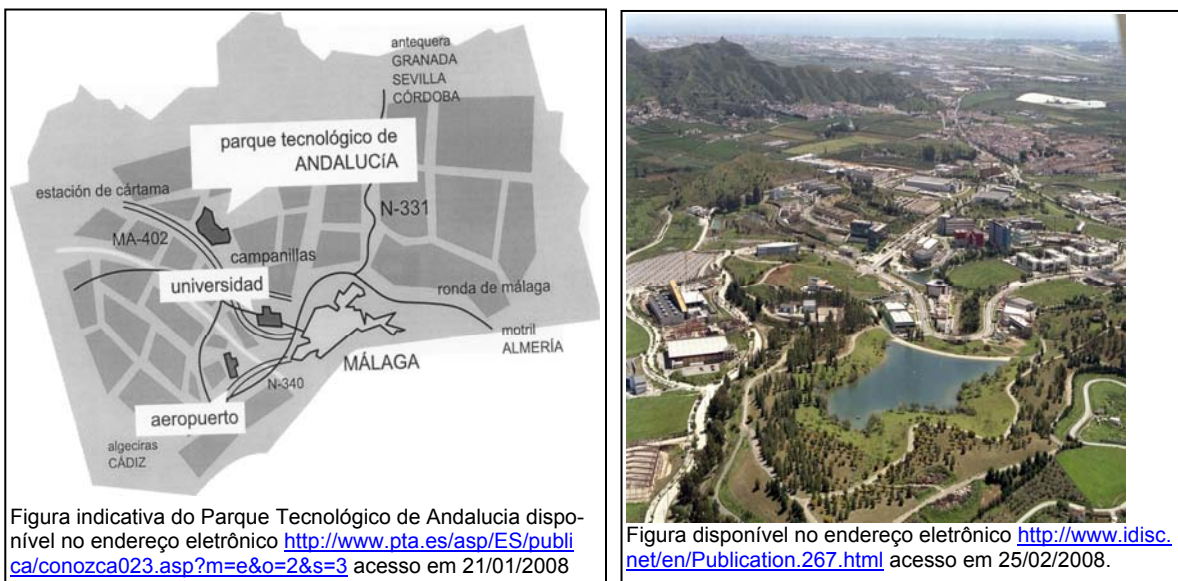 antequera
GRANADA
SEVILLA
CÓRDOBA
parque tecnológico de
ANDALUCíA
estación de cártama
N-331
MA-402
campanillas
universidad
ronda de málaga
motril
ALMERÍA
MÁLAGA
N-340
aeropuerto
algeciras
CÁDIZ
Figura indicativa do Parque Tecnológico de Andalucia dispo-
nível no endereço eletrônico http://www.pta.es/asp/ES/publi
ca/conozca023.asp?m=e&o=2&s=3 acesso em 21/01/2008
Figura disponível no endereço eletrônico http://www.idisc.
net/en/Publication.267.html acesso em 25/02/2008.